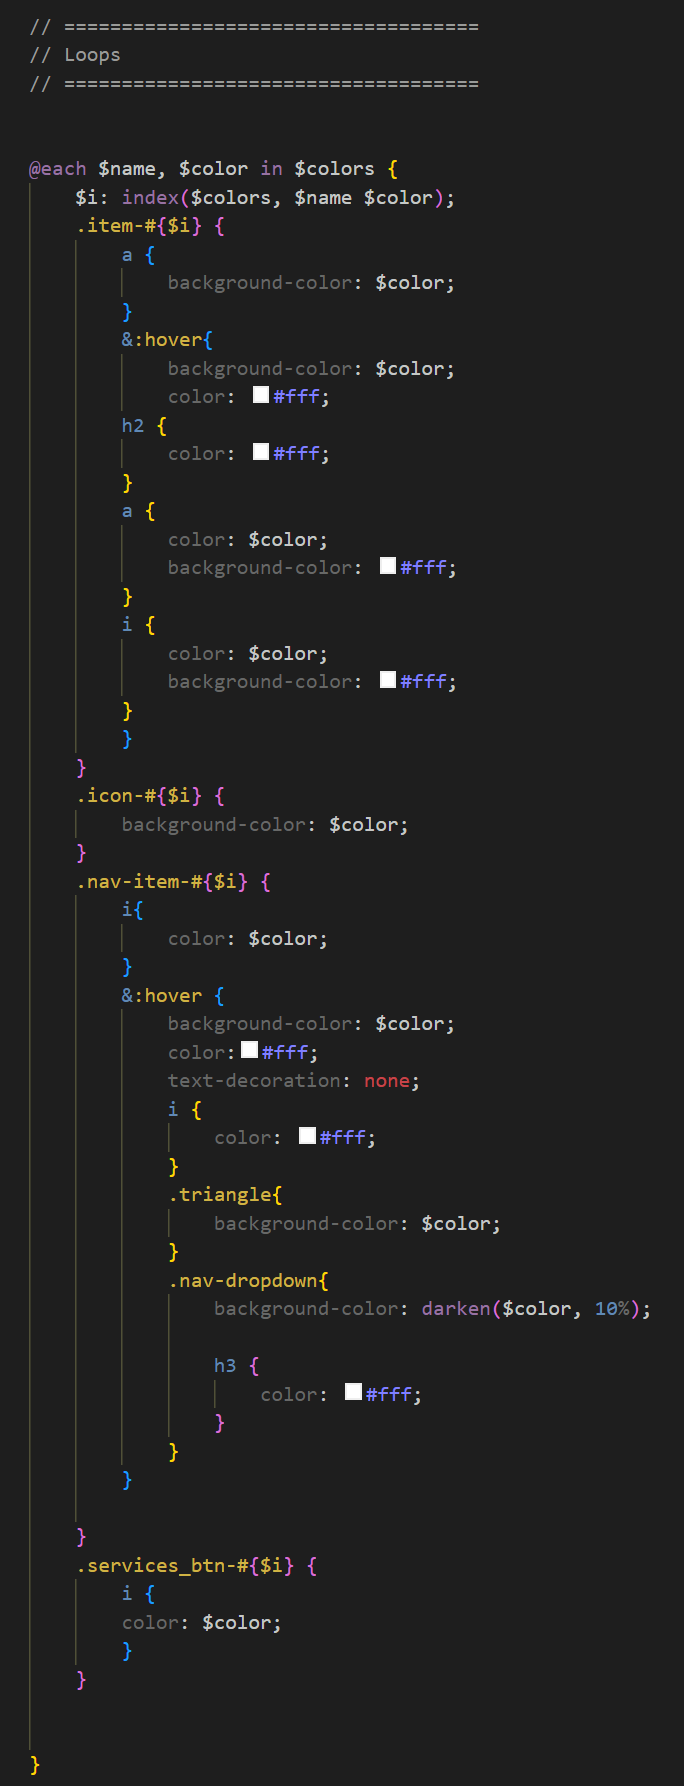 // ====================================
// Loops
// ====================================
@each $name, $color in $colors {
$i: index($colors, $name $color);
.item-#{$i} {
a {
background-color: $color;
}
&:hover{
background-color: $color;
color: #fff;
h2 {
color: #fff;
}
a {
color: $color;
background-color: #fff;
}
i {
color: $color;
background-color: #fff;
}
}
}
.icon-#{$i} {
background-color: $color;
}
.nav-item-#{$i} {
i{
color: $color;
}
&:hover {
background-color: $color;
color: #fff;
text-decoration: none;
i {
color: #fff;
}
.triangle{
background-color: $color;
}
.nav-dropdown{
background-color: darken($color, 10%);
h3 {
color: #fff;
}
}
}
}
.services_btn-#{$i} {
i {
color: $color;
}
}
}